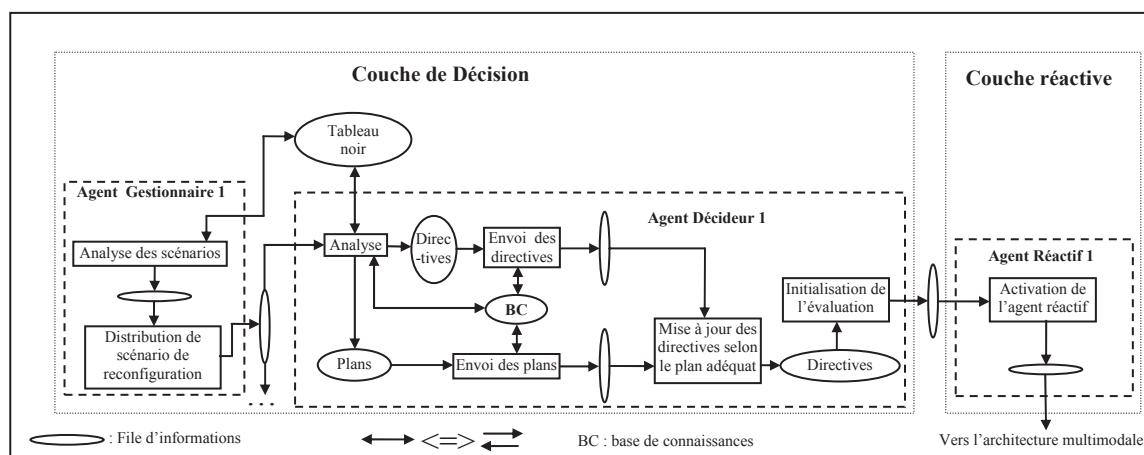 Couche de Décision
Couche réactive
Tableau
noir
Agent Gestionnaire 1
Agent Décideur 1
Analyse des scénarios
Analyse
Direc
-tives
Envoi des
directives
Agent Réactif 1
Initialisation de
l’évaluation
Activation de
l’agent réactif
BC
Distribution de
scénario de
reconfiguration
Mise à jour des
directives selon
le plan adéquat
Plans
Envoi des plans
Directives
...
: File d’informations
<=>
BC : base de connaissances
Vers l’architecture multimodale